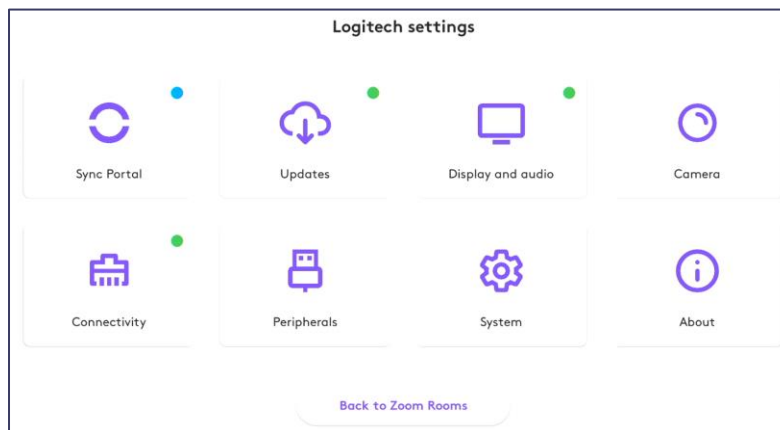 Logitech settings
Sync Portal
Updates
Display and audio
Camera
Connectivity
Peripherals
System
About
Back to Zoom Rooms